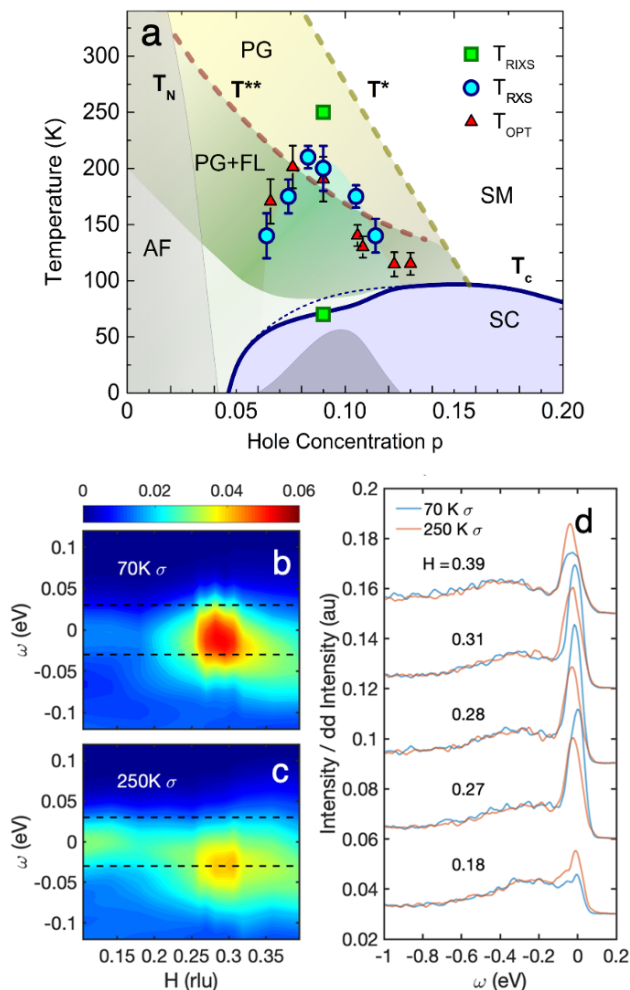 a
PG
T_N
T**
T*
T_RIXS
T_RXS
T_OPT
PG+FL
SM
AF
T_c
SC
Temperature (K)
300
250
200
150
100
50
0
0
0.05
0.10
0.15
0.20
Hole Concentration p
0 0.02 0.04 0.06
b
70K σ
ω (eV)
0.1
0.05
0
-0.05
-0.1
c
250K σ
ω (eV)
0.1
0.05
0
-0.05
-0.1
0.15 0.20 0.25 0.30 0.35
H (rlu)
d
70 K σ
250 K σ
H = 0.39
0.31
0.28
0.27
0.18
Intensity / dd Intensity (au)
0.2
0.18
0.16
0.14
0.12
0.1
0.08
0.06
0.04
0.02
-1 -0.8 -0.6 -0.4 -0.2 0 0.2
ω (eV)